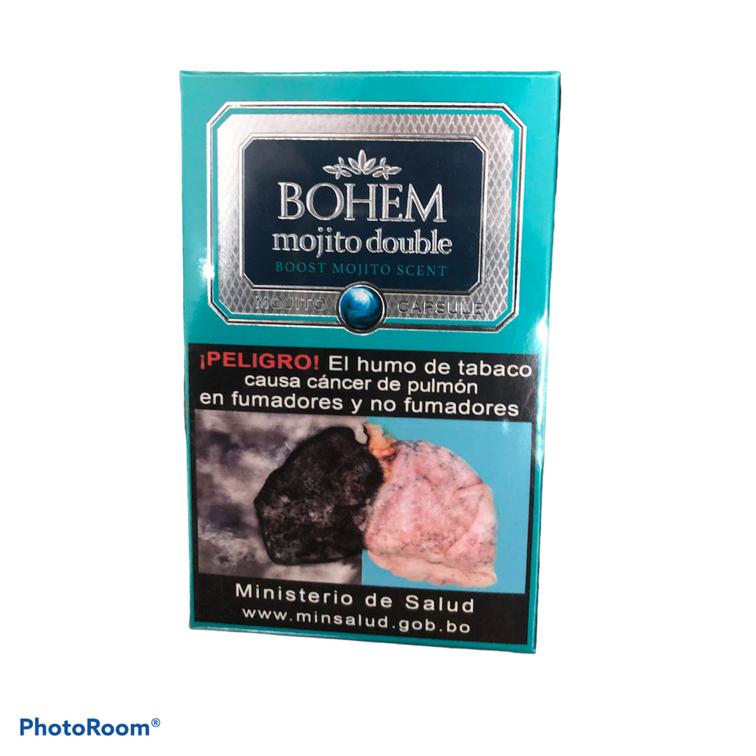 BOHEM
mojito double
BOOST MOJITO SCENT
MOJITO CAPSULE
¡PELIGRO! El humo de tabaco
causa cáncer de pulmón
en fumadores y no fumadores
Ministerio de Salud
www.minsalud.gob.bo
PhotoRoom®